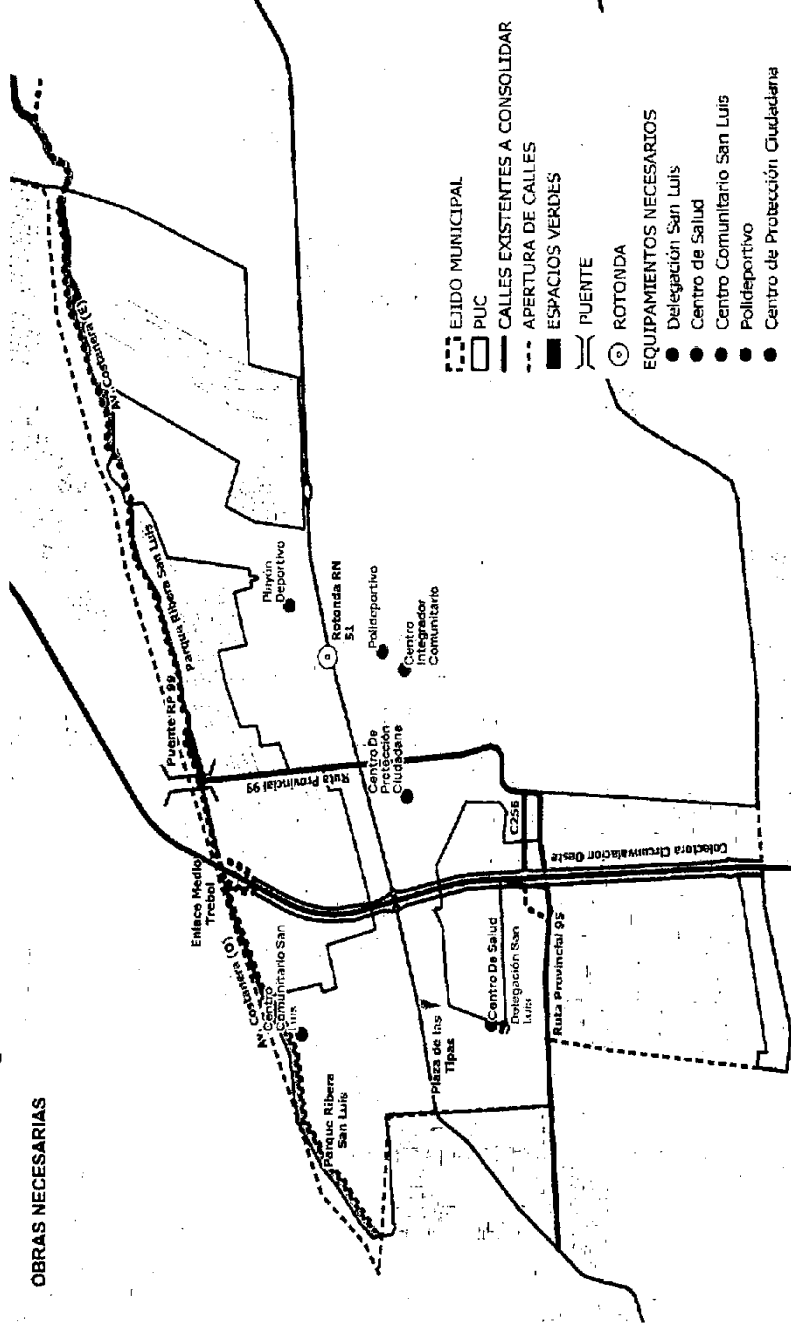 OBRAS NECESARIAS
Av. Costanera (E)
Parque Ribera San Luis
Puente RP 99
Enlace Medio
Trebol
Av. Costanera (O)
Centro
Comunitario San
Luis
Parque Ribera
San Luis
Playón
Deportivo
Rotonda RN
51
Polideportivo
Centro
Integrador
Comunitario
Ruta Provincial 99
Centro De
Protección
Ciudadana
Plaza de las
Tipas
Centro De Salud
Delegación San
Luis
C256
Colectora Circunvalacion Oeste
Ruta Provincial 95
EJIDO MUNICIPAL
PUC
CALLES EXISTENTES A CONSOLIDAR
APERTURA DE CALLES
ESPACIOS VERDES
PUENTE
ROTONDA
EQUIPAMIENTOS NECESARIOS
Delegación San Luis
Centro de Salud
Centro Comunitario San Luis
Polideportivo
Centro de Protección Ciudadana